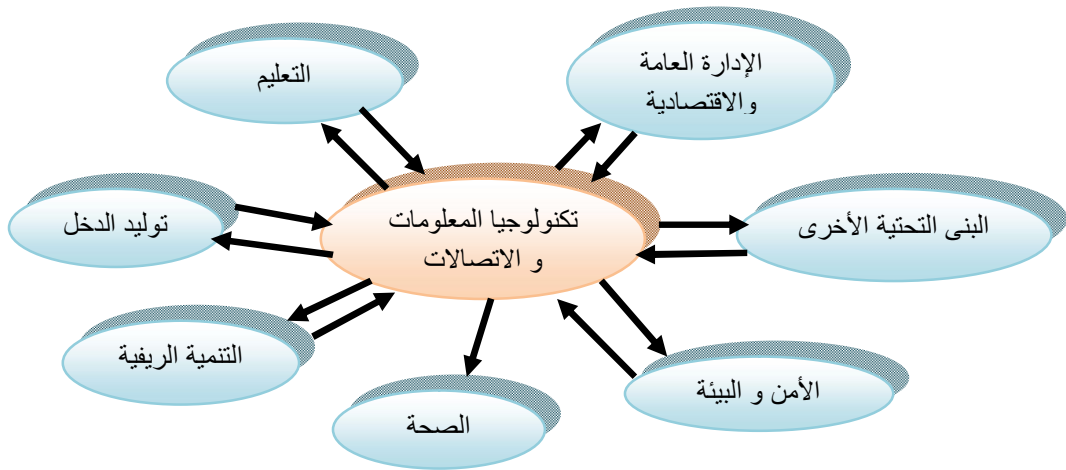 الإدارة العامة
والاقتصادية
التعليم
تكنولوجيا المعلومات
و الاتصالات
البنى التحتية الأخرى
توليد الدخل
التنمية الريفية
الأمن و البيئة
الصحة